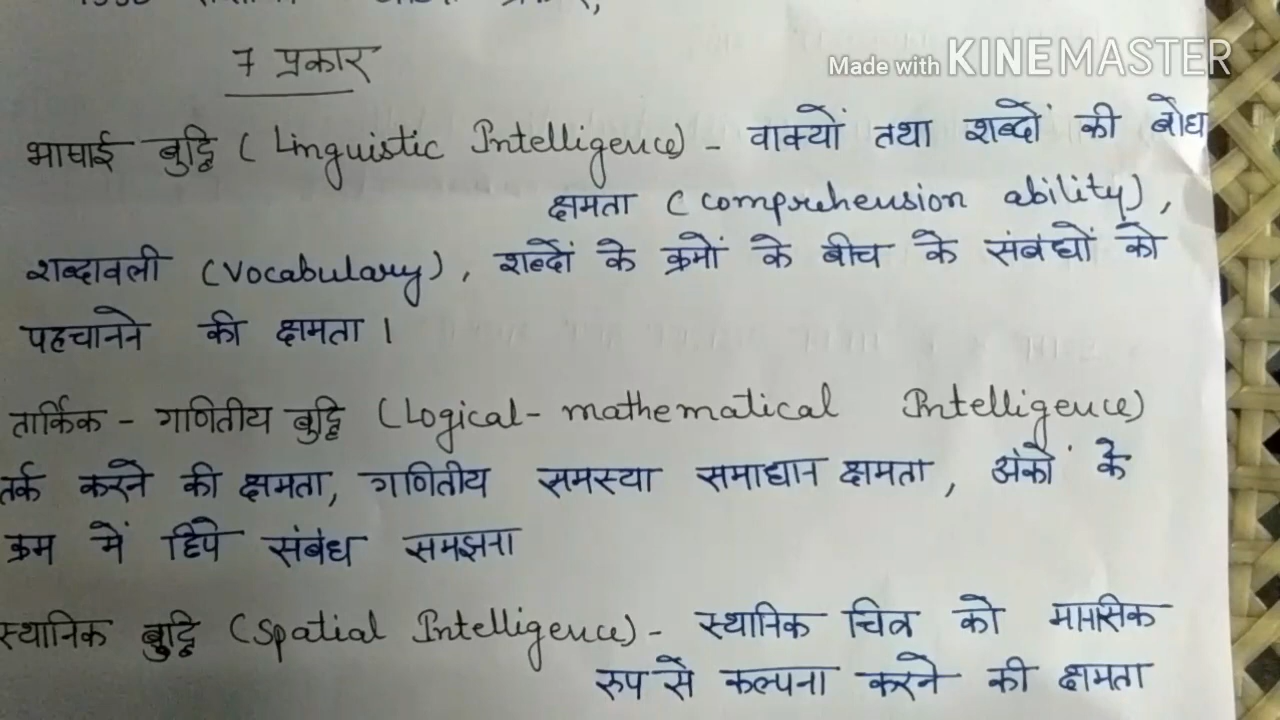 7 प्रकार
Made with KINEMASTER
भाषाई बुद्धि (Linguistic Intelligence) - वाक्यों तथा शब्दों की बोध
क्षमता (comprehension ability),
शब्दावली (vocabulary), शब्दों के क्रमों के बीच के संबंधों को
पहचानने की क्षमता ।
तार्किक - गणितीय बुद्धि (Logical - mathematical Intelligence)
तर्क करने की क्षमता, गणितीय समस्या समाधान क्षमता, अंकों के
क्रम में छिपे संबंध समझना
स्थानिक बुद्धि (Spatial Intelligence) - स्थानिक चित्र को मानसिक
रुप से कल्पना करने की क्षमता